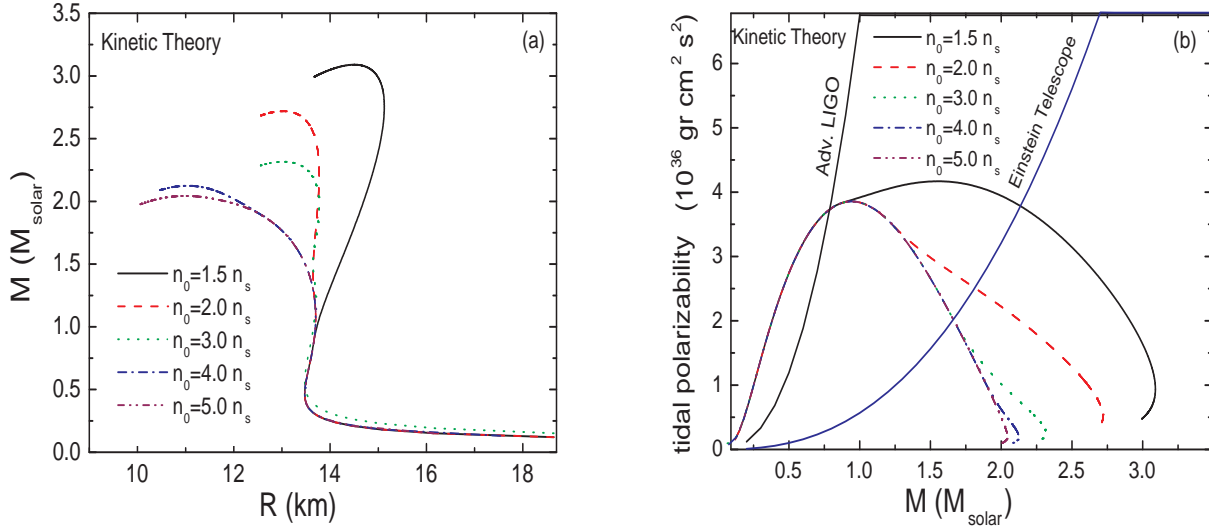 Kinetic Theory
(a)
3.5
3.0
2.5
2.0
1.5
1.0
0.5
0.0
M (M_solar)
n_0=1.5 n_s
n_0=2.0 n_s
n_0=3.0 n_s
n_0=4.0 n_s
n_0=5.0 n_s
10 12 14 16 18
R (km)
Kinetic Theory
(b)
n_0=1.5 n_s
n_0=2.0 n_s
n_0=3.0 n_s
n_0=4.0 n_s
n_0=5.0 n_s
Adv. LIGO
Einstein Telescope
6
5
4
3
2
1
0
tidal polarizability (10^36 gr cm^2 s^2)
0.5 1.0 1.5 2.0 2.5 3.0
M (M_solar)